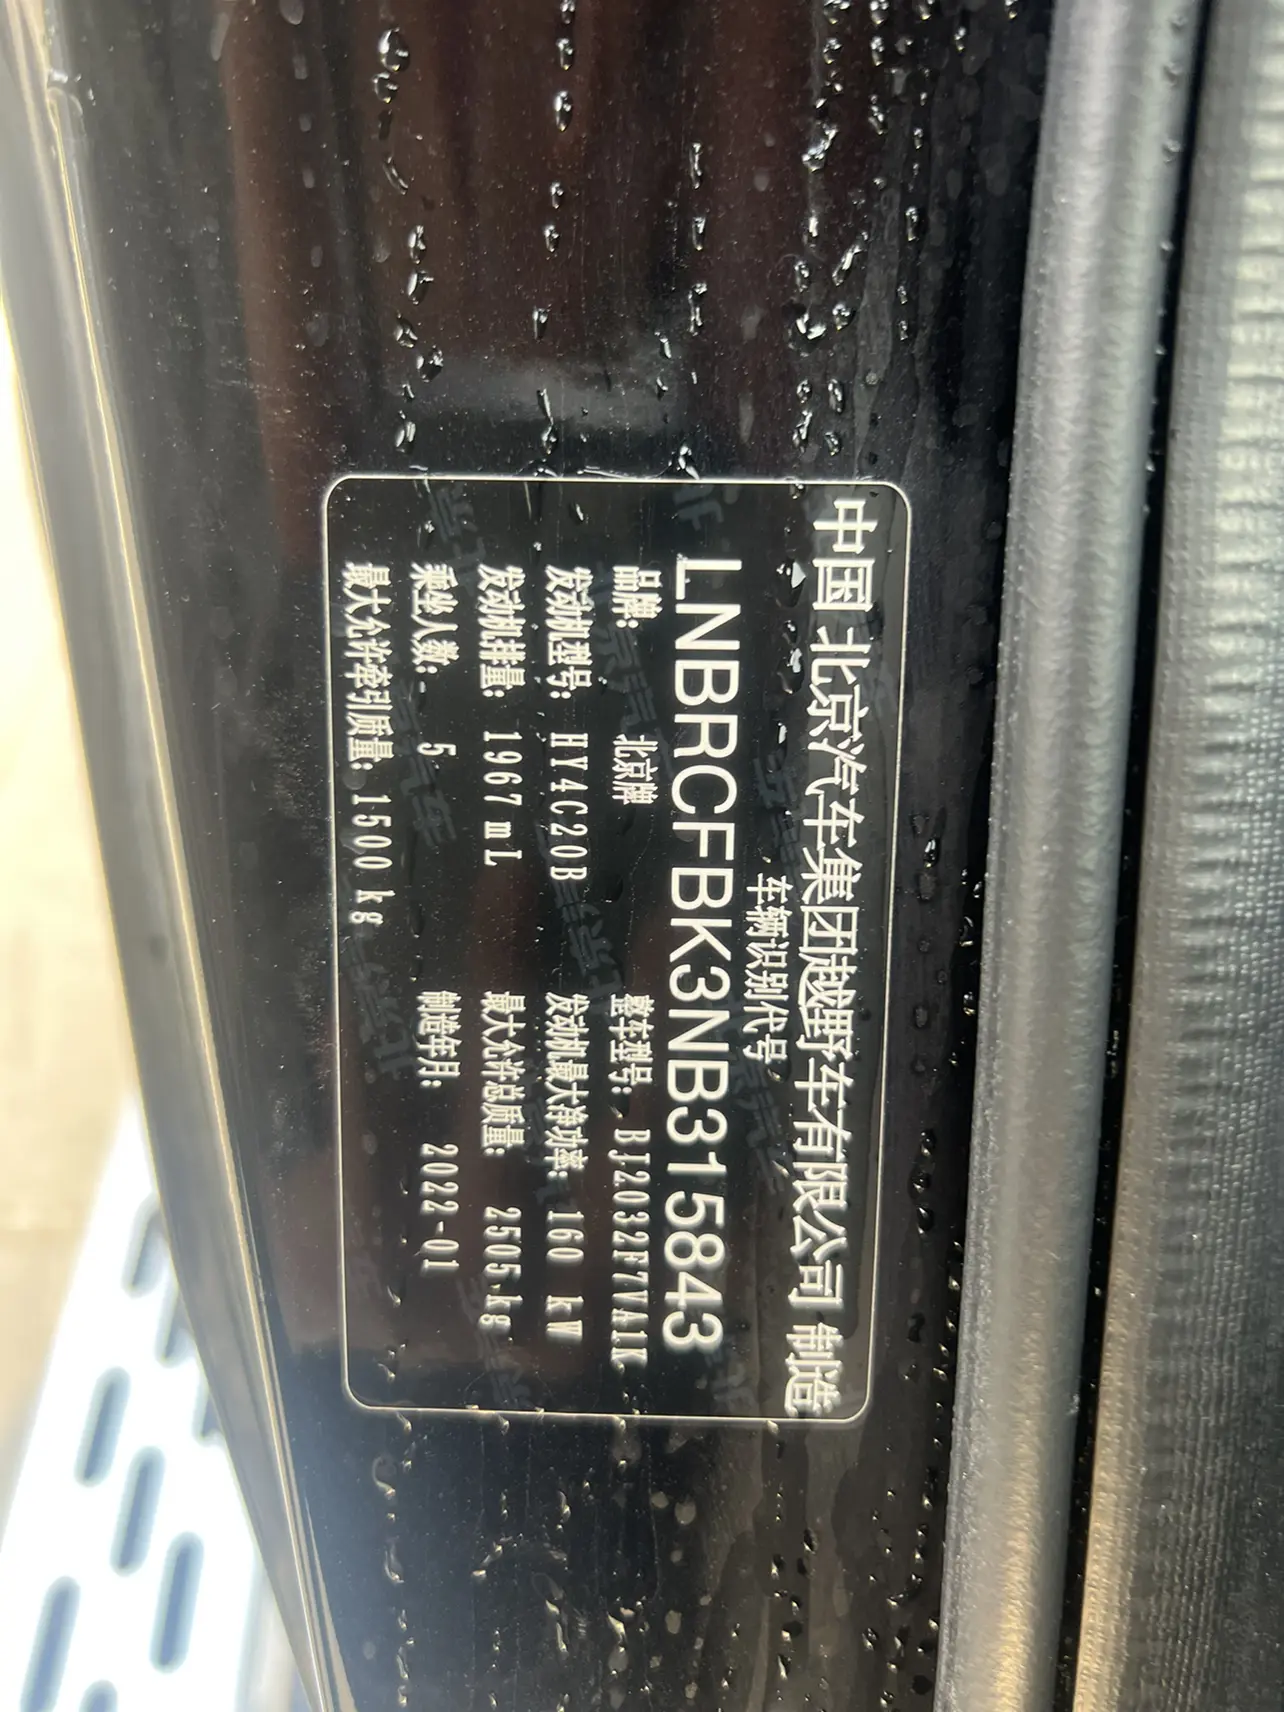 中国 北京汽车集团越野车有限公司 制造
车辆识别代号
LNBRCFBK3NB315843
品牌: 北京牌 整车型号: BJ2032F7VA1K
发动机型号: HY4C20B 发动机最大净功率: 160 kW
发动机排量: 1967 mL 最大允许总质量: 2505 kg
乘坐人数: 5 制造年月: 2022-01
最大允许牵引质量: 1500 kg